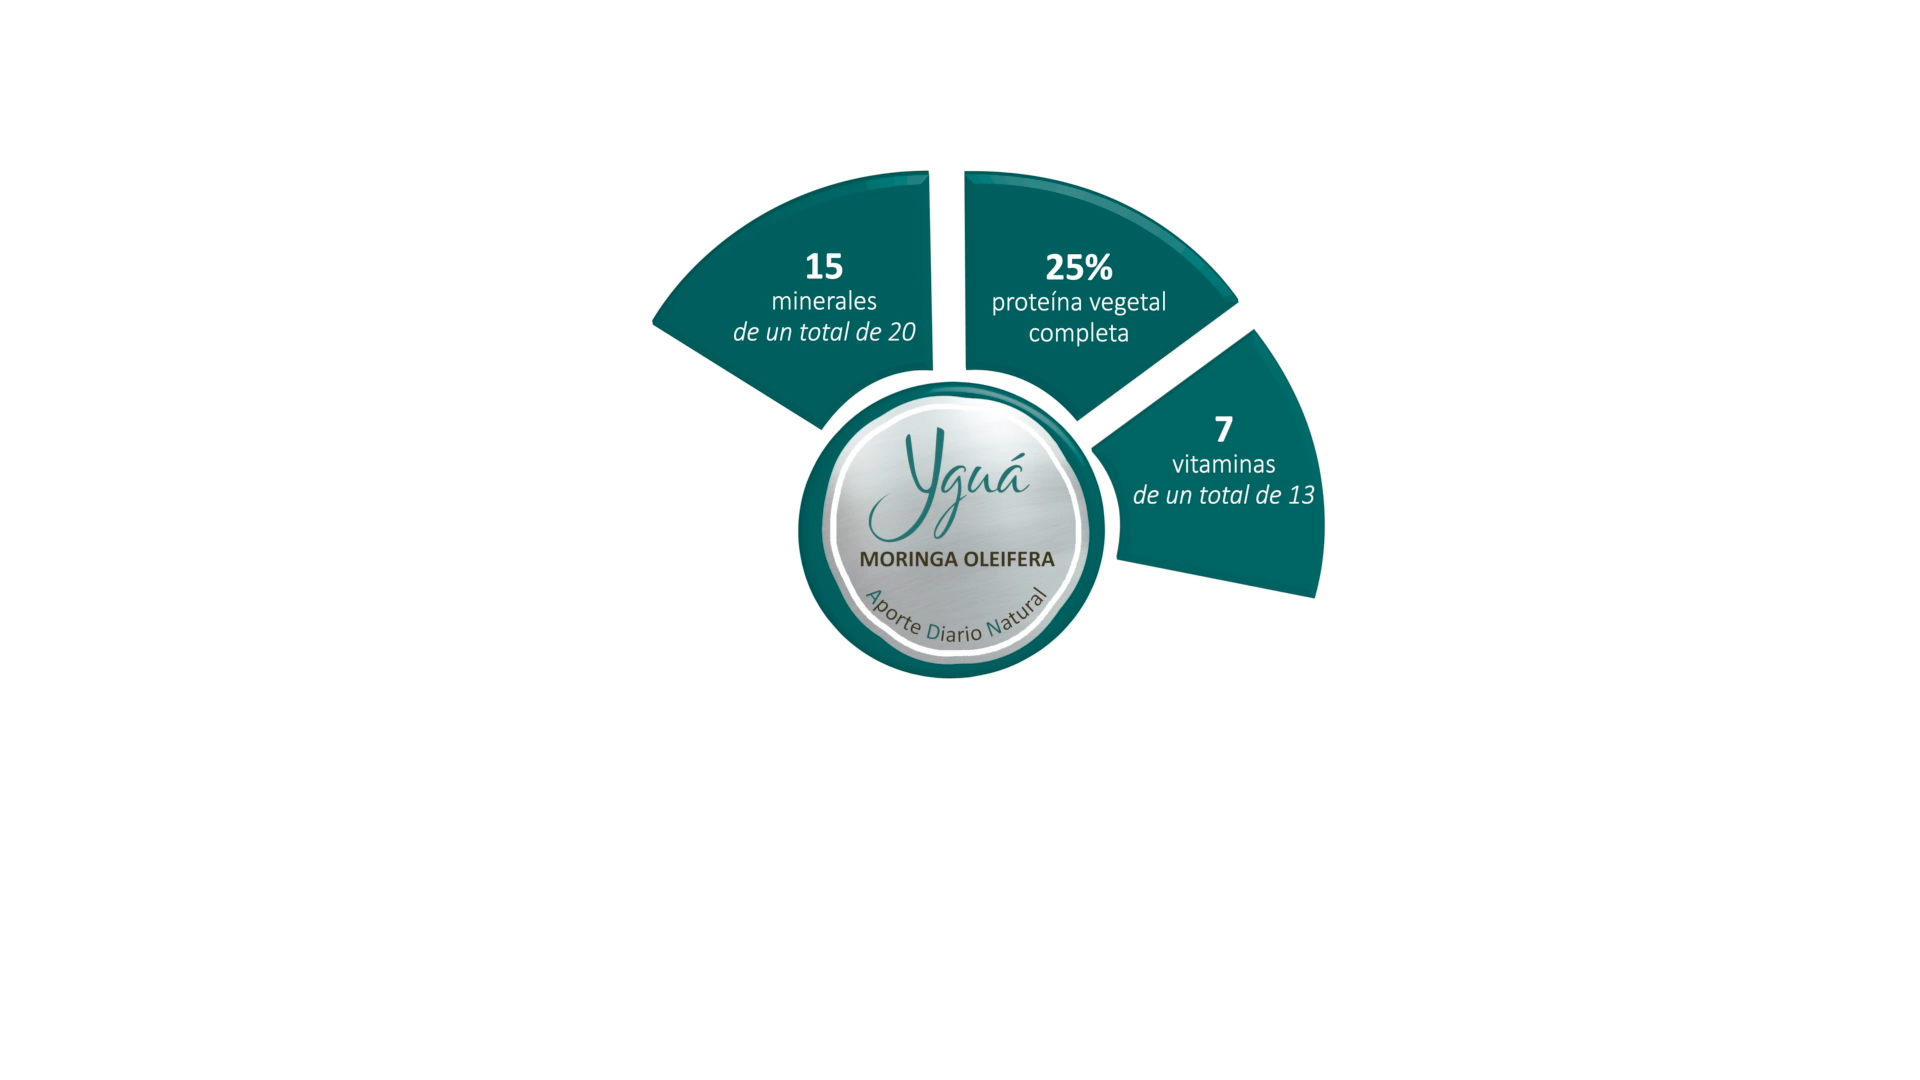 15
minerales
de un total de 20
25%
proteína vegetal
completa
7
vitaminas
de un total de 13
Yguá
MORINGA OLEIFERA
Aporte Diario Natural